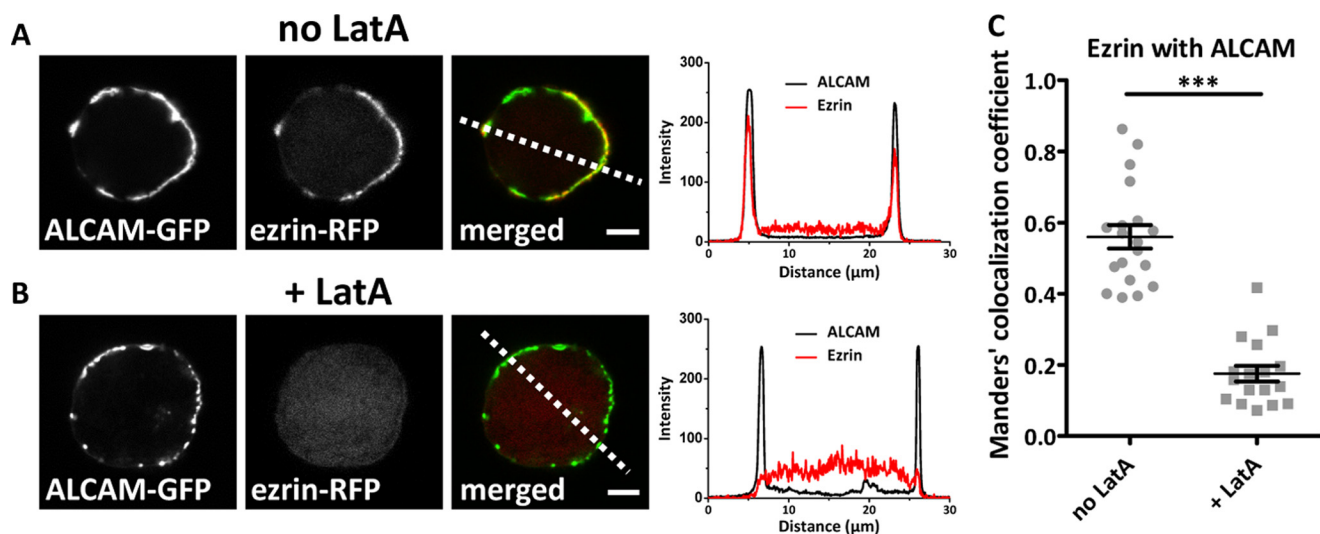 A
no LatA
ALCAM-GFP
ezrin-RFP
merged
300
200
100
0
0
10
20
30
Intensity
Distance (µm)
ALCAM
Ezrin
B
+ LatA
ALCAM-GFP
ezrin-RFP
merged
300
200
100
0
0
10
20
30
Intensity
Distance (µm)
ALCAM
Ezrin
C
Ezrin with ALCAM
***
Manders' colocalization coefficient
1.0
0.8
0.6
0.4
0.2
0.0
no LatA
+ LatA